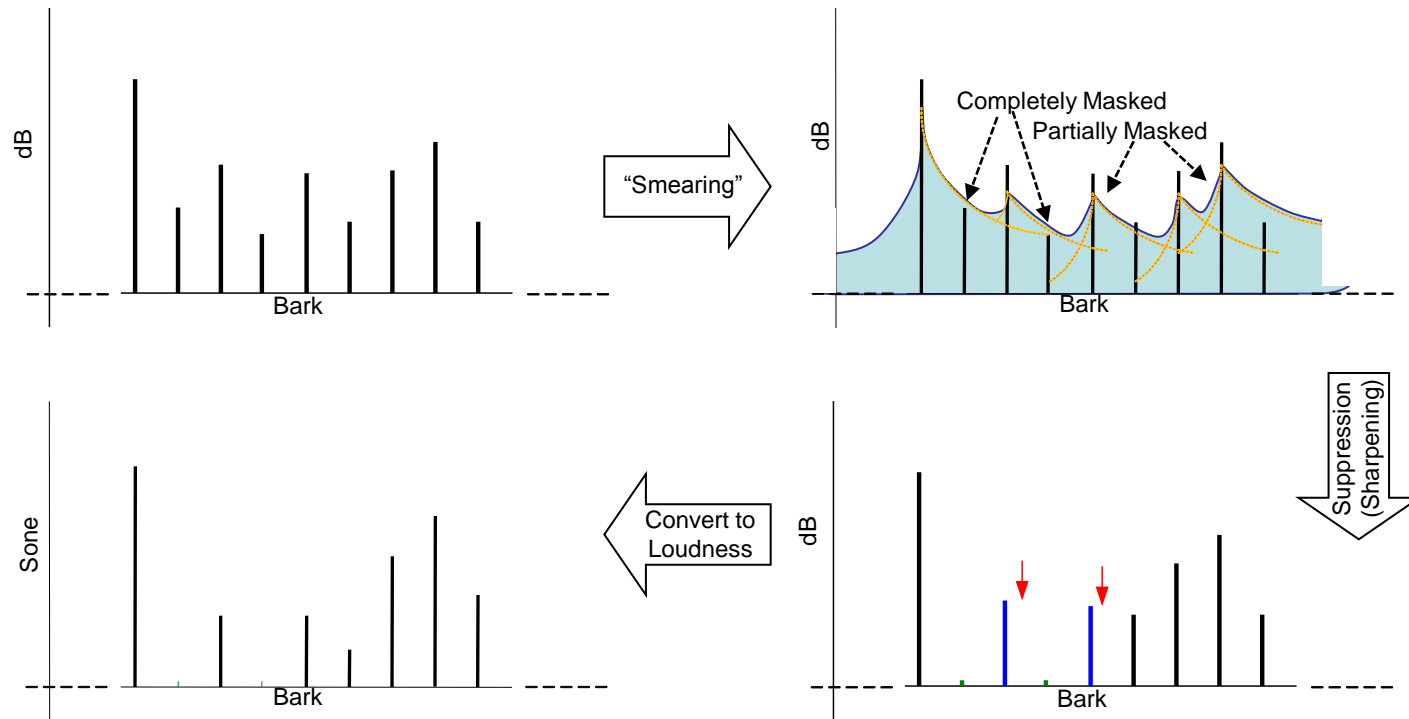 dB
Bark
“Smearing”
dB
Completely Masked
Partially Masked
Bark
Suppression
(Sharpening)
dB
Bark
Convert to
Loudness
Sone
Bark